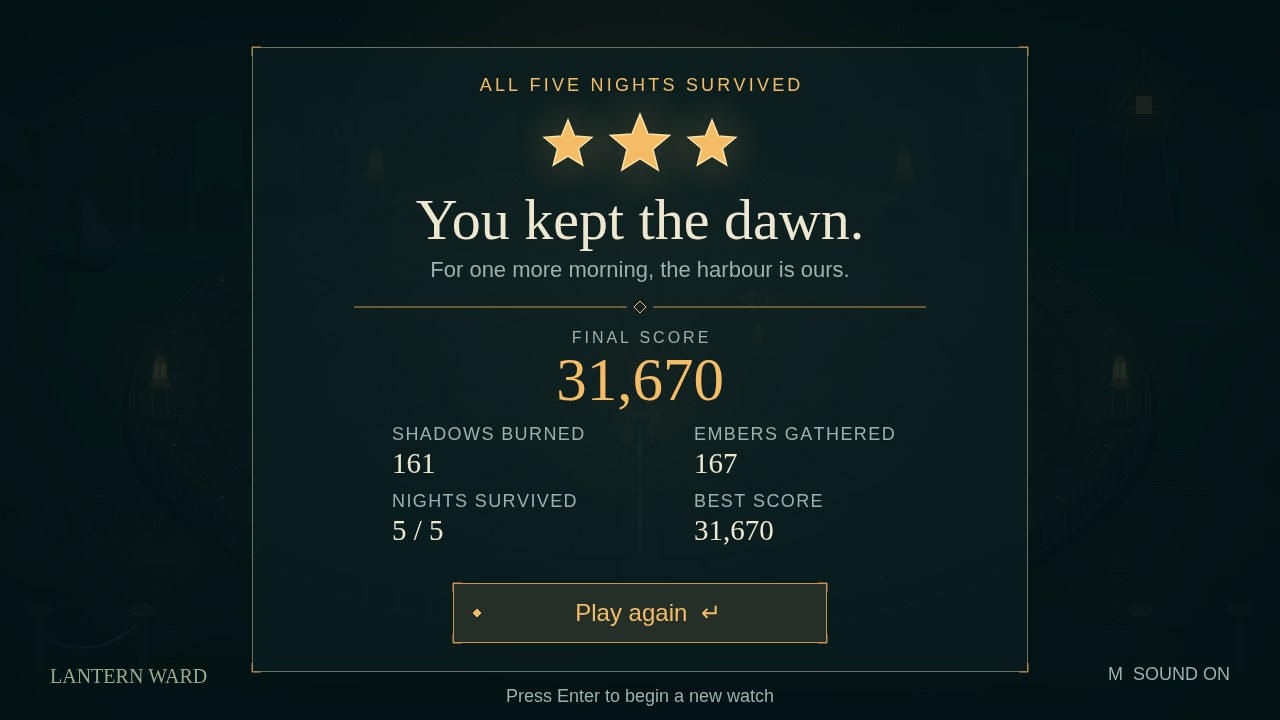 ALL FIVE NIGHTS SURVIVED
You kept the dawn.
For one more morning, the harbour is ours.
FINAL SCORE
31,670
SHADOWS BURNED
161
EMBERS GATHERED
167
NIGHTS SURVIVED
5 / 5
BEST SCORE
31,670
Play again ↵
LANTERN WARD
M SOUND ON
Press Enter to begin a new watch